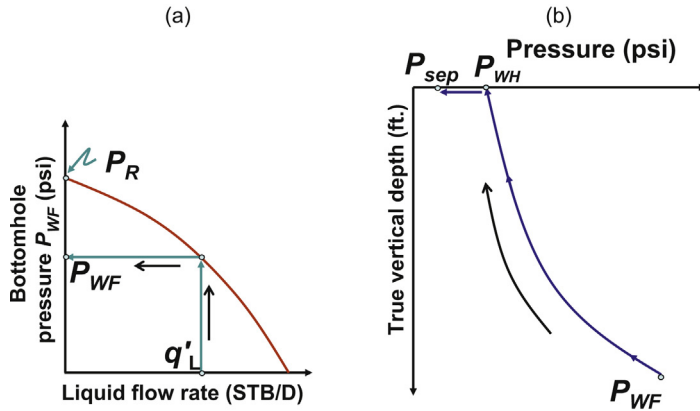 (a)
Bottomhole
pressure P_WF (psi)
P_R
P_WF
q'_L
Liquid flow rate (STB/D)
(b)
Pressure (psi)
P_sep
P_WH
True vertical depth (ft.)
P_WF